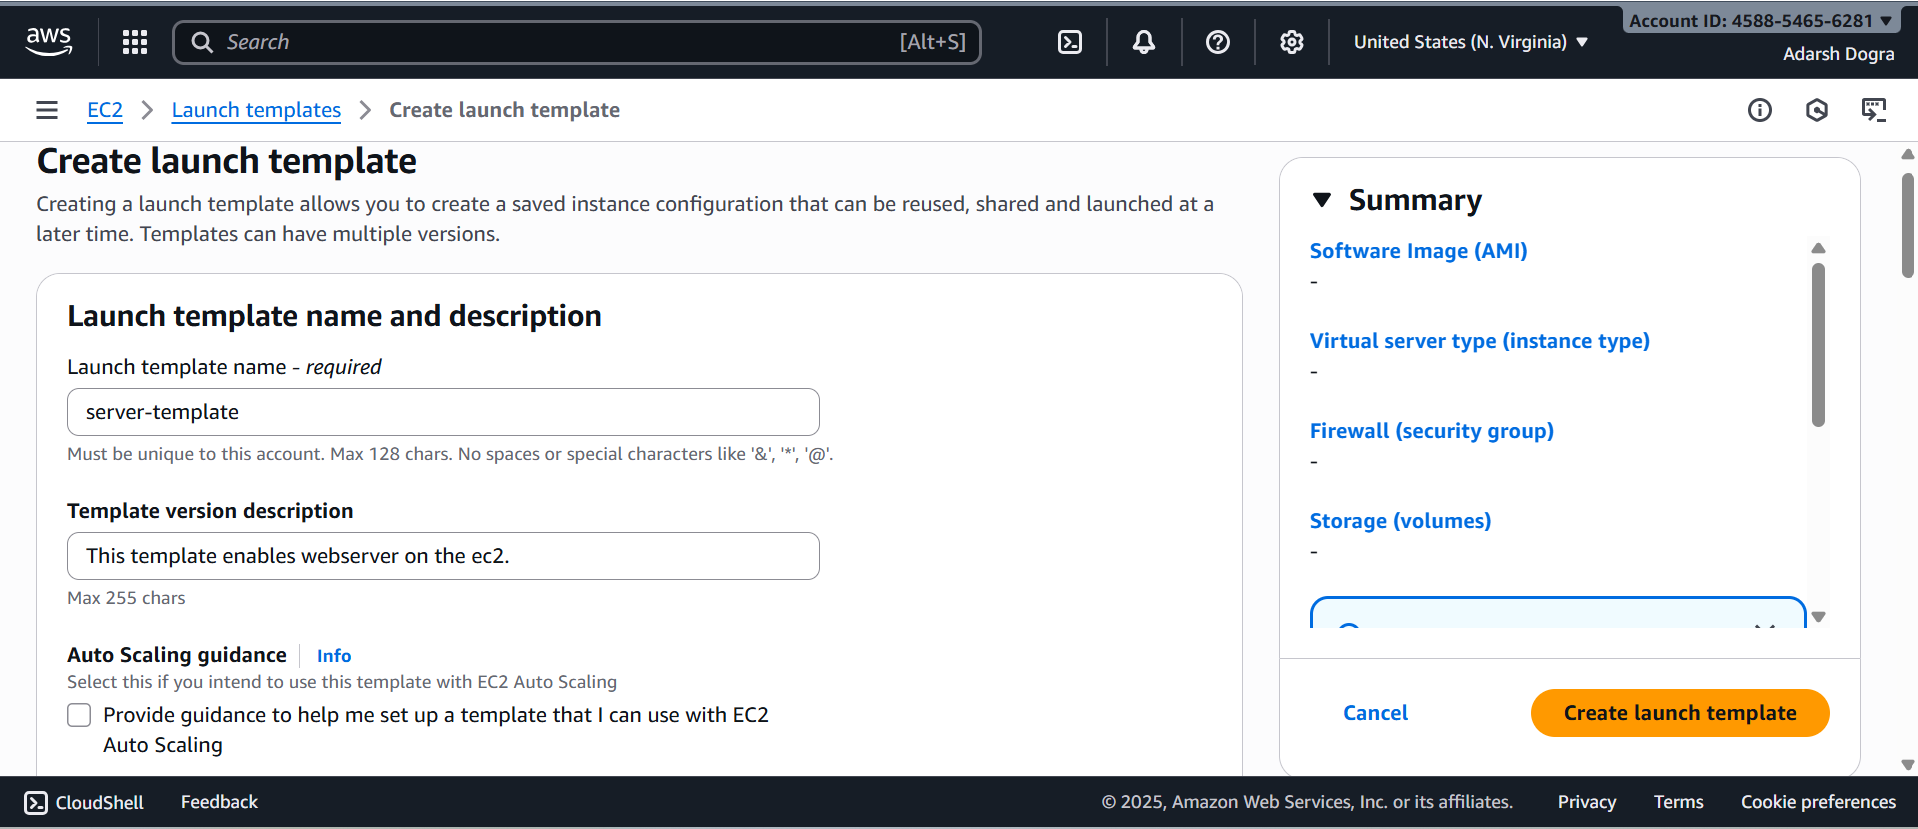 aws
Search
[Alt+S]
United States (N. Virginia)
Account ID: 4588-5465-6281
Adarsh Dogra
EC2
Launch templates
Create launch template
Create launch template
Creating a launch template allows you to create a saved instance configuration that can be reused, shared and launched at a
later time. Templates can have multiple versions.
Launch template name and description
Launch template name - required
server-template
Must be unique to this account. Max 128 chars. No spaces or special characters like '&', '*', '@'.
Template version description
This template enables webserver on the ec2.
Max 255 chars
Auto Scaling guidance
Info
Select this if you intend to use this template with EC2 Auto Scaling
Provide guidance to help me set up a template that I can use with EC2
Auto Scaling
Summary
Software Image (AMI)
-
Virtual server type (instance type)
-
Firewall (security group)
-
Storage (volumes)
-
Cancel
Create launch template
CloudShell
Feedback
© 2025, Amazon Web Services, Inc. or its affiliates.
Privacy
Terms
Cookie preferences